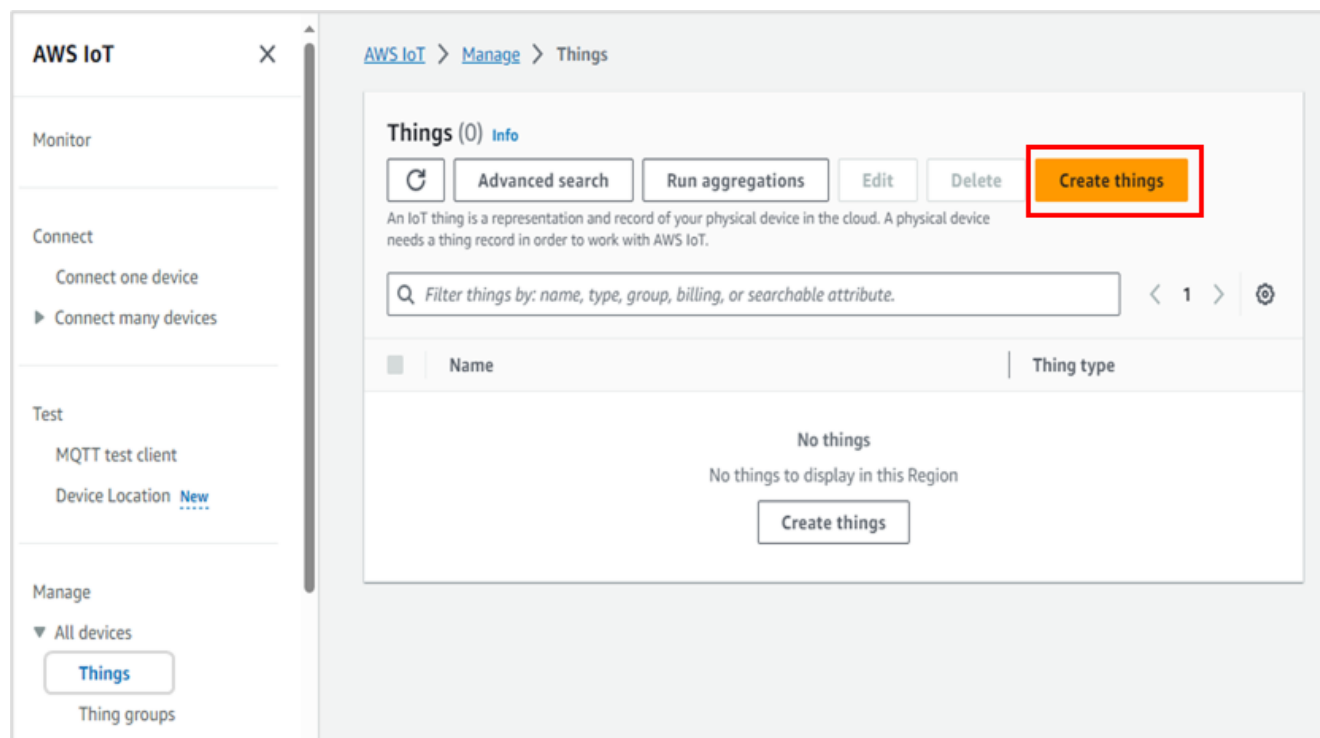 AWS IoT
Monitor
Connect
Connect one device
Connect many devices
Test
MQTT test client
Device Location New
Manage
All devices
Things
Thing groups
AWS IoT > Manage > Things
Things (0) Info
Advanced search
Run aggregations
Edit
Delete
Create things
An IoT thing is a representation and record of your physical device in the cloud. A physical device
needs a thing record in order to work with AWS IoT.
Filter things by: name, type, group, billing, or searchable attribute.
1
Name
Thing type
No things
No things to display in this Region
Create things